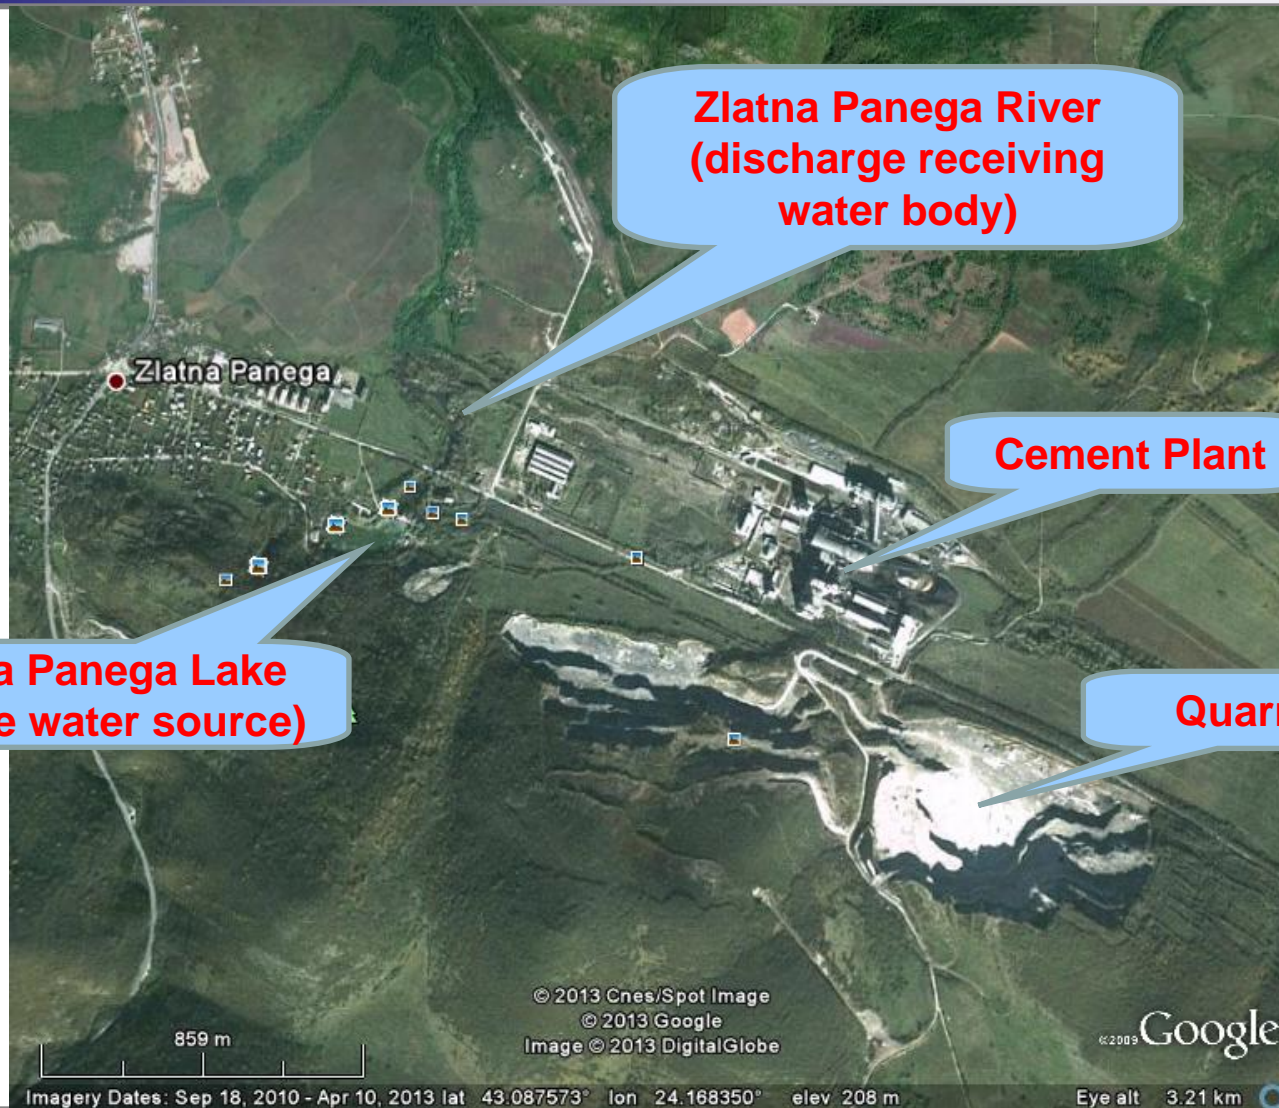 Zlatna Panega River
(discharge receiving
water body)
Zlatna Panega
Cement Plant
Panega Lake
water source)
© 2013 Cnes/Spot Image
© 2013 Google
Image © 2013 DigitalGlobe
©2009 Google
859 m
Imagery Dates: Sep 18, 2010 - Apr 10, 2013 lat 43.087573° lon 24.168350° elev 208 m Eye alt 3.21 km